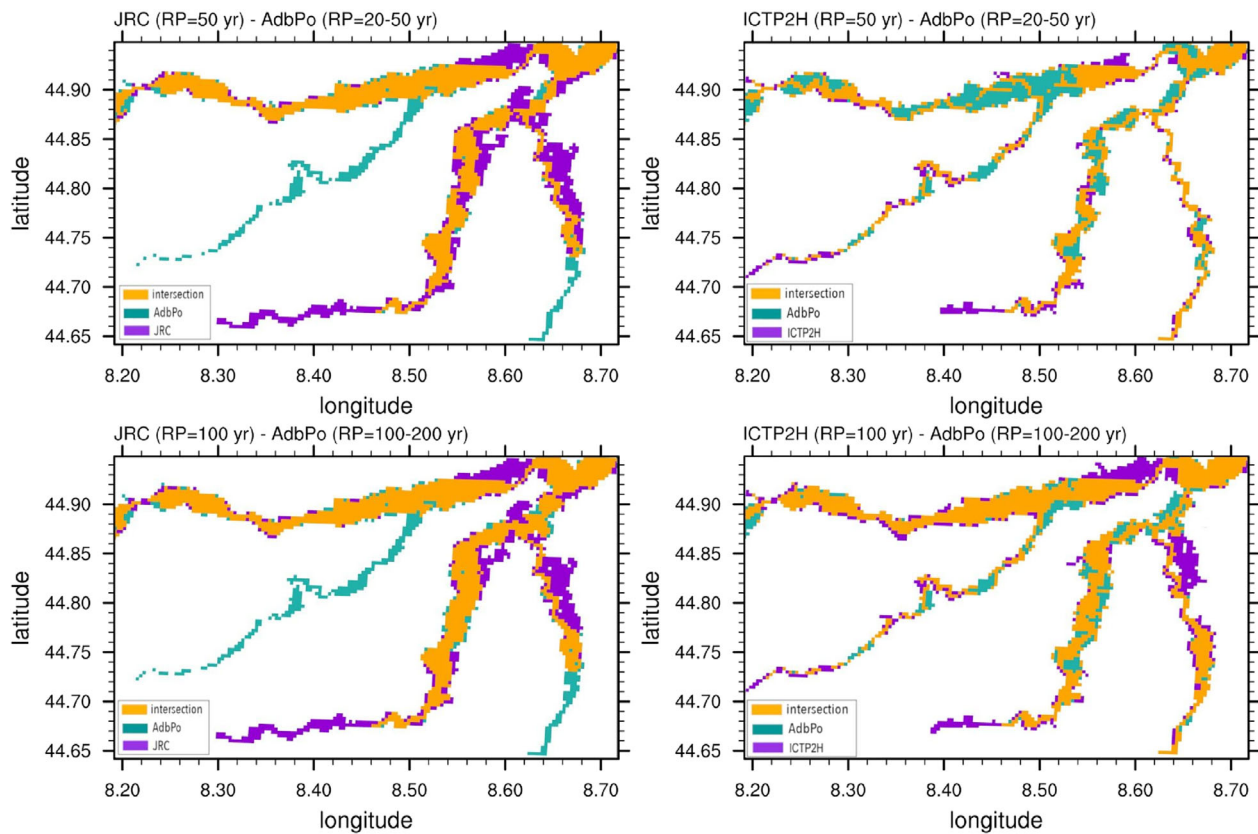 JRC (RP=50 yr) - AdbPo (RP=20-50 yr)
44.90
44.85
44.80
44.75
44.70
44.65
latitude
intersection
AdbPo
JRC
8.20 8.30 8.40 8.50 8.60 8.70
longitude
ICTP2H (RP=50 yr) - AdbPo (RP=20-50 yr)
44.90
44.85
44.80
44.75
44.70
44.65
latitude
intersection
AdbPo
ICTP2H
8.20 8.30 8.40 8.50 8.60 8.70
longitude
JRC (RP=100 yr) - AdbPo (RP=100-200 yr)
44.90
44.85
44.80
44.75
44.70
44.65
latitude
intersection
AdbPo
JRC
8.20 8.30 8.40 8.50 8.60 8.70
longitude
ICTP2H (RP=100 yr) - AdbPo (RP=100-200 yr)
44.90
44.85
44.80
44.75
44.70
44.65
latitude
intersection
AdbPo
ICTP2H
8.20 8.30 8.40 8.50 8.60 8.70
longitude